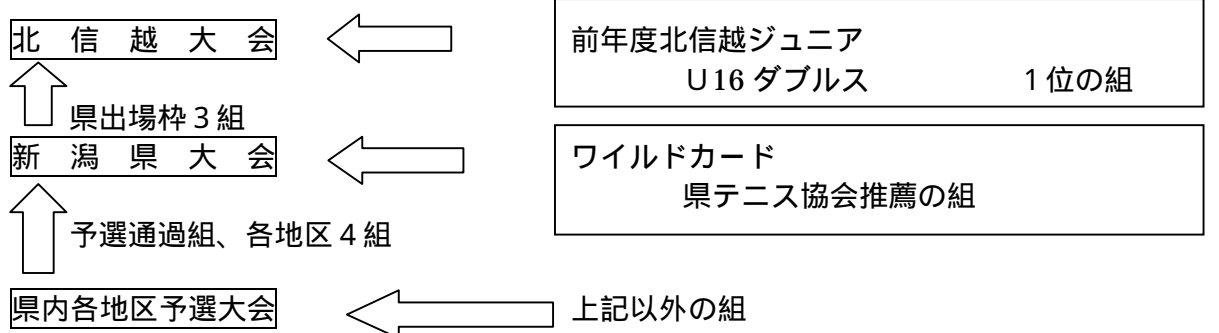 北　信　越　大　会
前年度北信越ジュニア
Ｕ16 ダブルス　　　　１位の組
県出場枠３組
新　潟　県　大　会
ワイルドカード
県テニス協会推薦の組
予選通過組、各地区４組
県内各地区予選大会
上記以外の組